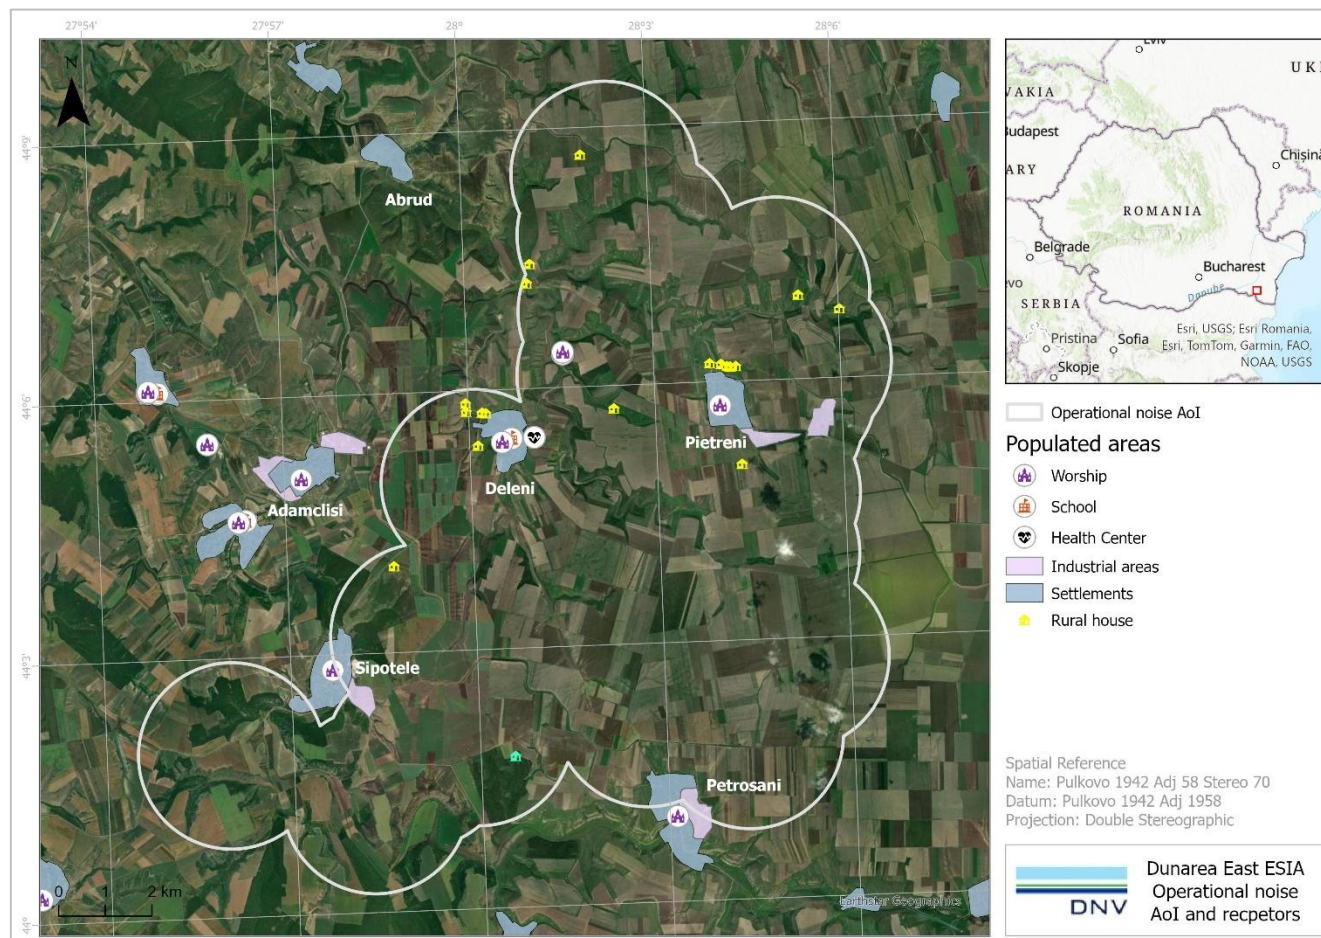 27°54'
27°57'
28°
28°3'
28°6'
44°9'
44°6'
44°3'
44°
N
Abrud
Pietreni
Deleni
Adamclisi
Sipotele
Petrosani
0 1 2 km
Earthstar Geographics
Lviv
UKI
VAKIA
Budapest
Chișină
ARY
ROMANIA
Belgrade
Bucharest
evo
Danube
SERBIA
Pristina
Sofia
Skopje
Esri, USGS; Esri Romania,
Esri, TomTom, Garmin, FAO,
NOAA, USGS
Operational noise AoI
Populated areas
Worship
School
Health Center
Industrial areas
Settlements
Rural house
Spatial Reference
Name: Pulkovo 1942 Adj 58 Stereo 70
Datum: Pulkovo 1942 Adj 1958
Projection: Double Stereographic
DNV
Dunarea East ESIA
Operational noise
AoI and recpetors